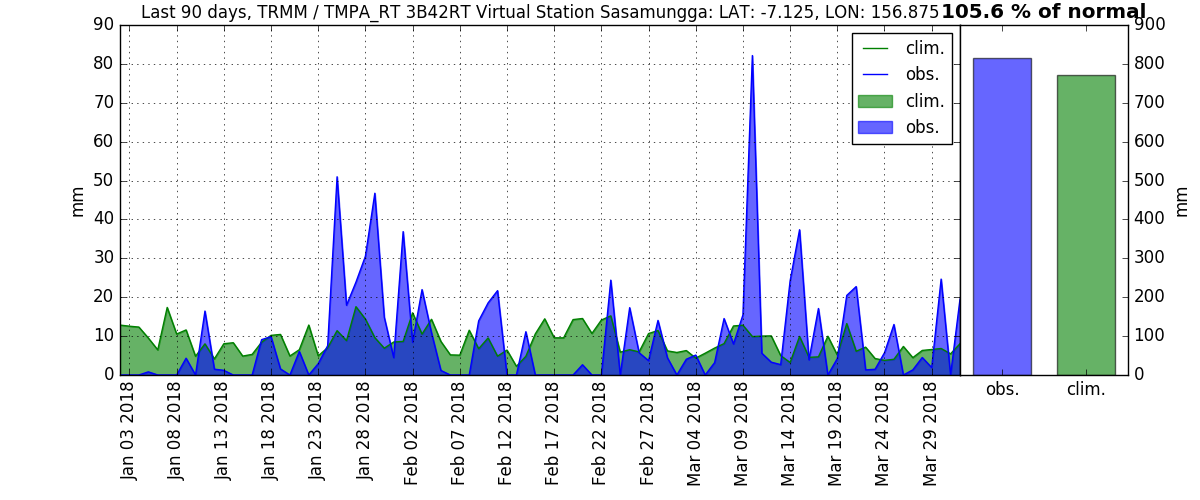 Last 90 days, TRMM / TMPA_RT 3B42RT Virtual Station Sasamungga: LAT: -7.125, LON: 156.875
105.6 % of normal
90
80
70
60
50
40
30
20
10
0
mm
clim.
obs.
clim.
obs.
900
800
700
600
500
400
300
200
100
0
mm
Jan 03 2018
Jan 08 2018
Jan 13 2018
Jan 18 2018
Jan 23 2018
Jan 28 2018
Feb 02 2018
Feb 07 2018
Feb 12 2018
Feb 17 2018
Feb 22 2018
Feb 27 2018
Mar 04 2018
Mar 09 2018
Mar 14 2018
Mar 19 2018
Mar 24 2018
Mar 29 2018
obs.
clim.